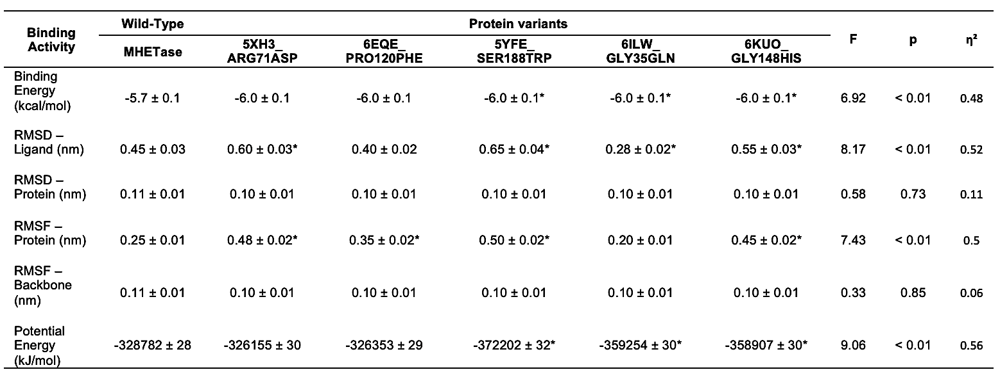 Binding Activity Wild-Type Protein variants F p η²
MHETase 5XH3_ARG71ASP 6EQE_PRO120PHE 5YFE_SER188TRP 6ILW_GLY35GLN 6KUO_GLY148HIS
Binding
Energy
(kcal/mol) -5.7 ± 0.1 -6.0 ± 0.1 -6.0 ± 0.1 -6.0 ± 0.1* -6.0 ± 0.1* -6.0 ± 0.1* 6.92 < 0.01 0.48
RMSD –
Ligand (nm) 0.45 ± 0.03 0.60 ± 0.03* 0.40 ± 0.02 0.65 ± 0.04* 0.28 ± 0.02* 0.55 ± 0.03* 8.17 < 0.01 0.52
RMSD –
Protein (nm) 0.11 ± 0.01 0.10 ± 0.01 0.10 ± 0.01 0.10 ± 0.01 0.10 ± 0.01 0.10 ± 0.01 0.58 0.73 0.11
RMSF –
Protein (nm) 0.25 ± 0.01 0.48 ± 0.02* 0.35 ± 0.02* 0.50 ± 0.02* 0.20 ± 0.01 0.45 ± 0.02* 7.43 < 0.01 0.5
RMSF –
Backbone
(nm) 0.11 ± 0.01 0.10 ± 0.01 0.10 ± 0.01 0.10 ± 0.01 0.10 ± 0.01 0.10 ± 0.01 0.33 0.85 0.06
Potential
Energy
(kJ/mol) -328782 ± 28 -326155 ± 30 -326353 ± 29 -372202 ± 32* -359254 ± 30* -358907 ± 30* 9.06 < 0.01 0.56